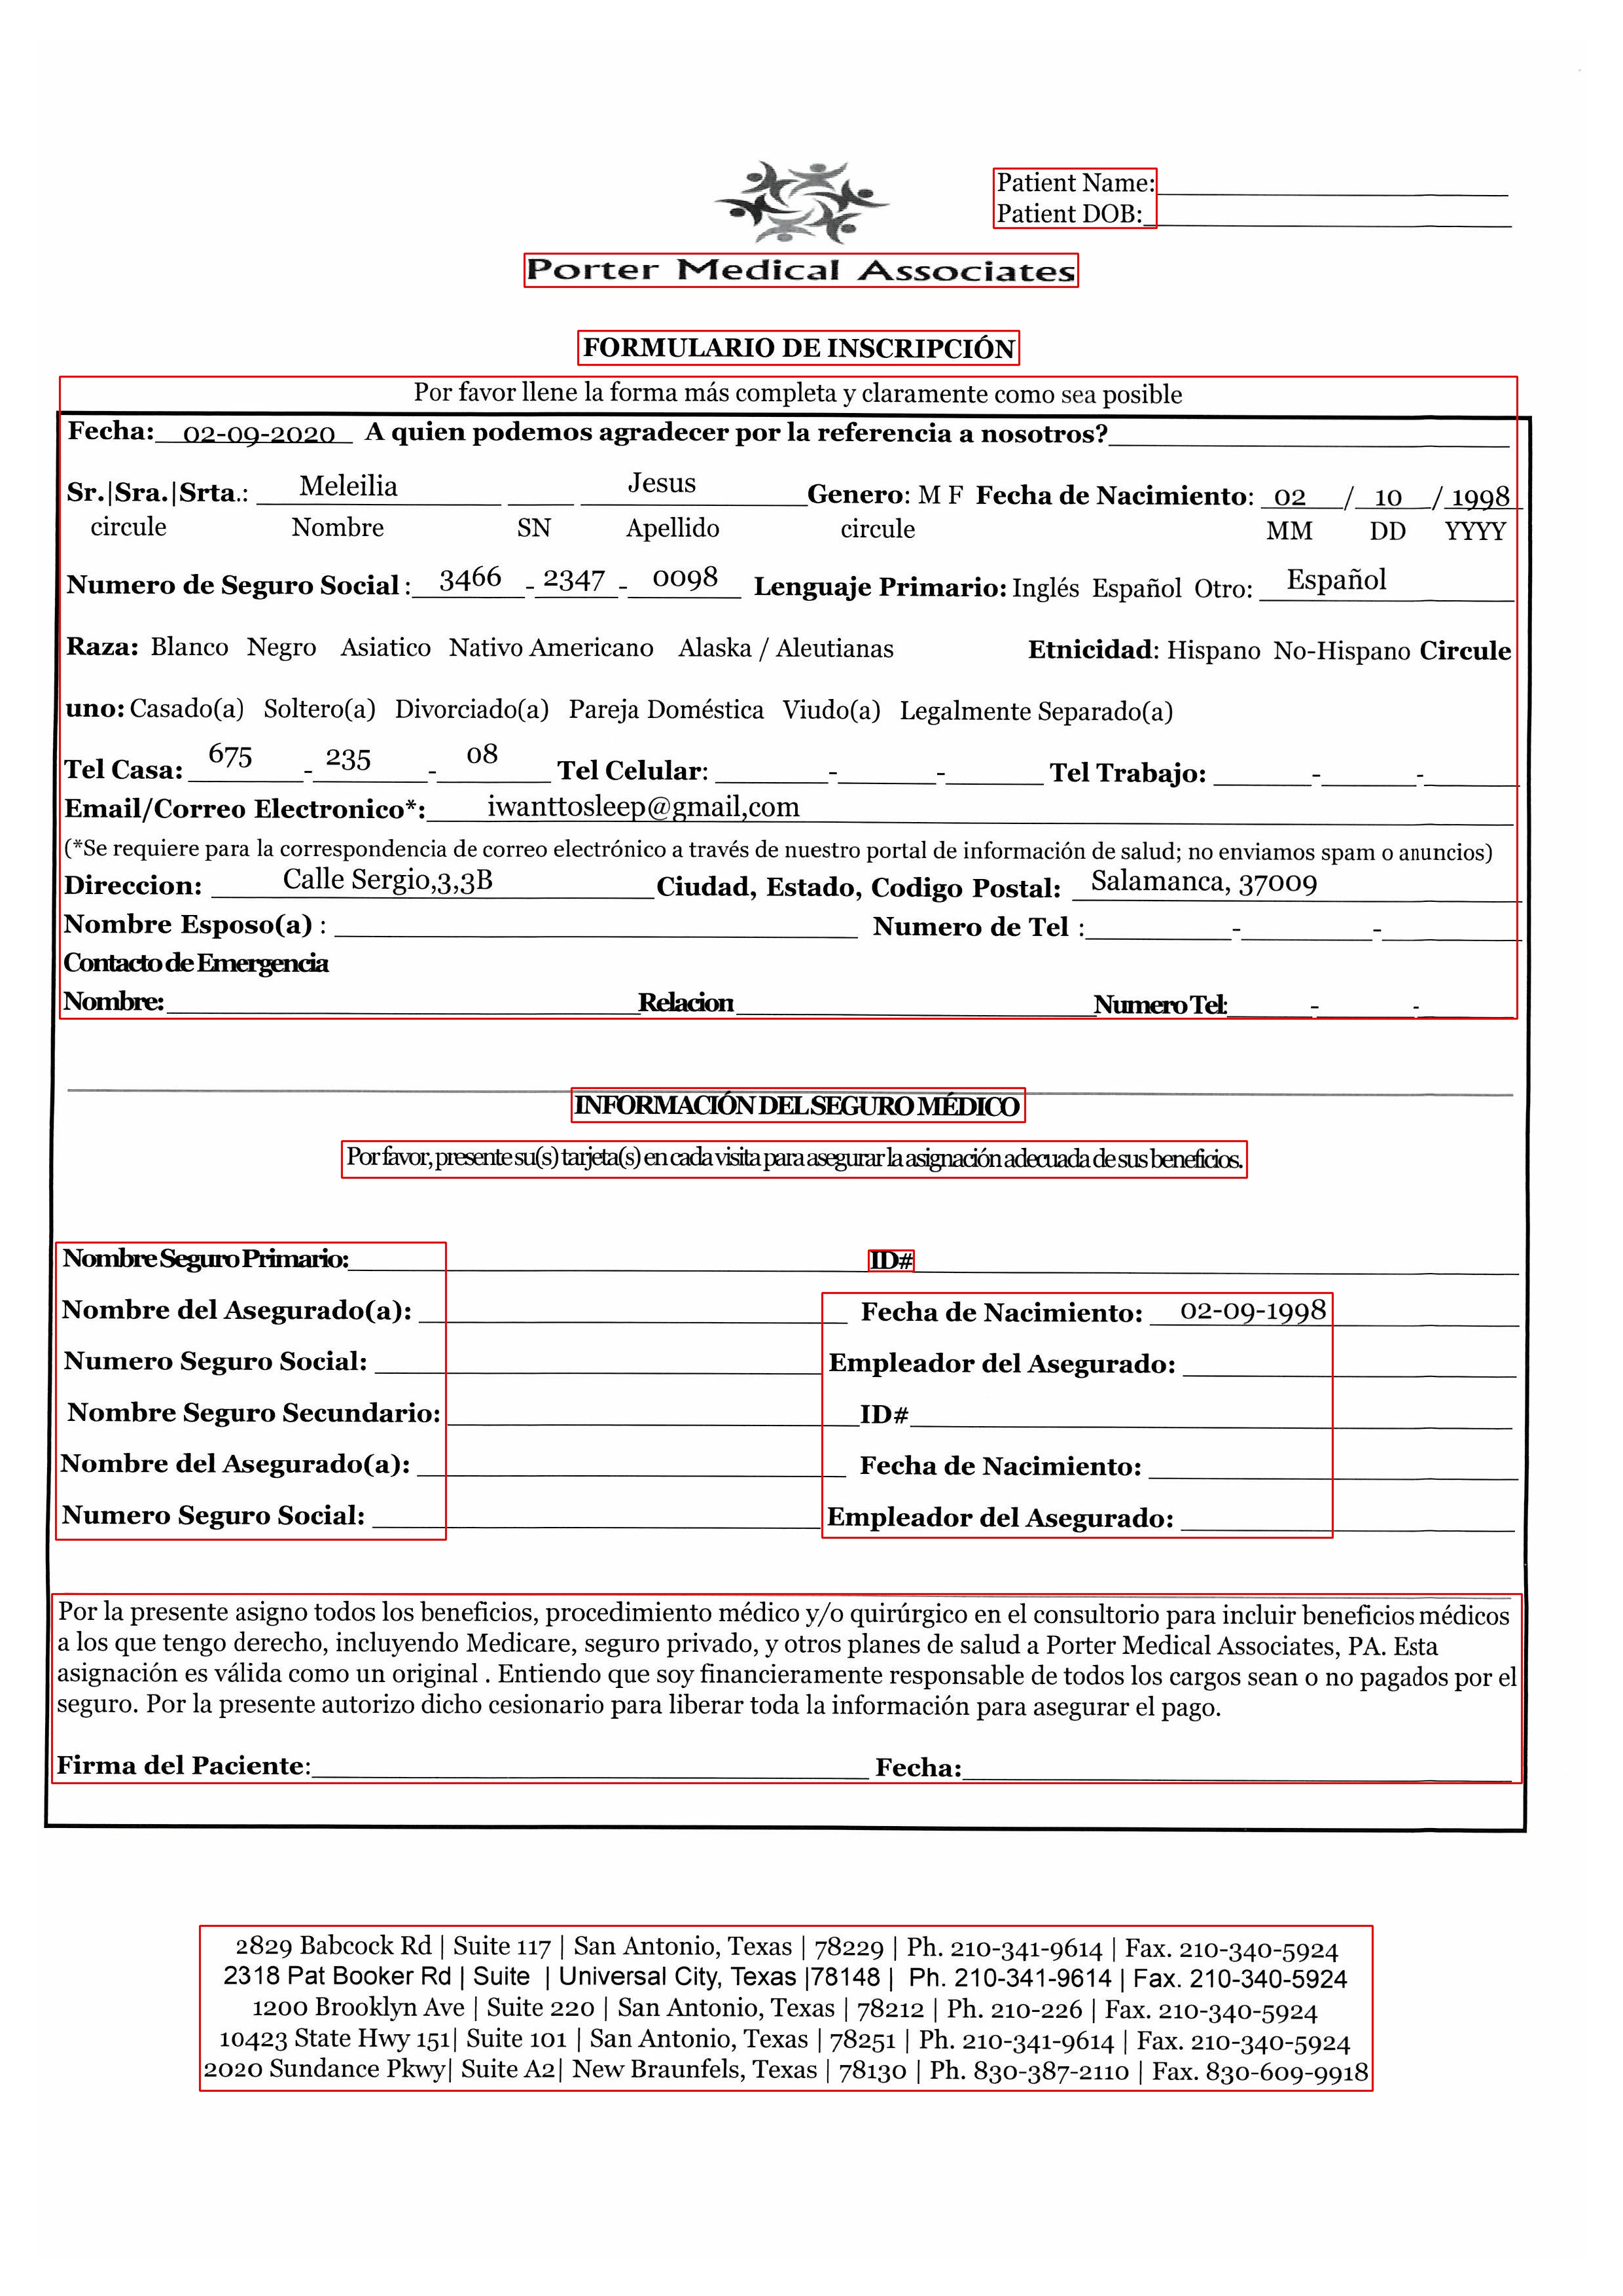 Patient Name:
Patient DOB:
Porter Medical Associates
FORMULARIO DE INSCRIPCIÓN
Por favor llene la forma más completa y claramente como sea posible
Fecha: 02-09-2020 A quien podemos agradecer por la referencia a nosotros?
Sr.|Sra.|Srta.: Meleilia Jesus Genero: M F Fecha de Nacimiento: 02 / 10 / 1998
circule Nombre SN Apellido circule MM DD YYYY
Numero de Seguro Social : 3466 - 2347 - 0098 Lenguaje Primario: Inglés Español Otro: Español
Raza: Blanco Negro Asiatico Nativo Americano Alaska / Aleutianas Etnicidad: Hispano No-Hispano Circule
uno: Casado(a) Soltero(a) Divorciado(a) Pareja Doméstica Viudo(a) Legalmente Separado(a)
Tel Casa: 675 - 235 - 08 Tel Celular: - - Tel Trabajo: - -
Email/Correo Electronico*: iwanttosleep@gmail,com
(*Se requiere para la correspondencia de correo electrónico a través de nuestro portal de información de salud; no enviamos spam o anuncios)
Direccion: Calle Sergio,3,3B Ciudad, Estado, Codigo Postal: Salamanca, 37009
Nombre Esposo(a) : Numero de Tel : - -
Contacto de Emergencia
Nombre: Relacion Numero Tel: - -
INFORMACIÓN DEL SEGURO MÉDICO
Por favor, presente su(s) tarjeta(s) en cada visita para asegurar la asignación adecuada de sus beneficios.
Nombre Seguro Primario: ID#
Nombre del Asegurado(a): Fecha de Nacimiento: 02-09-1998
Numero Seguro Social: Empleador del Asegurado:
Nombre Seguro Secundario: ID#
Nombre del Asegurado(a): Fecha de Nacimiento:
Numero Seguro Social: Empleador del Asegurado:
Por la presente asigno todos los beneficios, procedimiento médico y/o quirúrgico en el consultorio para incluir beneficios médicos
a los que tengo derecho, incluyendo Medicare, seguro privado, y otros planes de salud a Porter Medical Associates, PA. Esta
asignación es válida como un original . Entiendo que soy financieramente responsable de todos los cargos sean o no pagados por el
seguro. Por la presente autorizo dicho cesionario para liberar toda la información para asegurar el pago.
Firma del Paciente: Fecha:
2829 Babcock Rd | Suite 117 | San Antonio, Texas | 78229 | Ph. 210-341-9614 | Fax. 210-340-5924
2318 Pat Booker Rd | Suite | Universal City, Texas |78148 | Ph. 210-341-9614 | Fax. 210-340-5924
1200 Brooklyn Ave | Suite 220 | San Antonio, Texas | 78212 | Ph. 210-226 | Fax. 210-340-5924
10423 State Hwy 151| Suite 101 | San Antonio, Texas | 78251 | Ph. 210-341-9614 | Fax. 210-340-5924
2020 Sundance Pkwy| Suite A2| New Braunfels, Texas | 78130 | Ph. 830-387-2110 | Fax. 830-609-9918